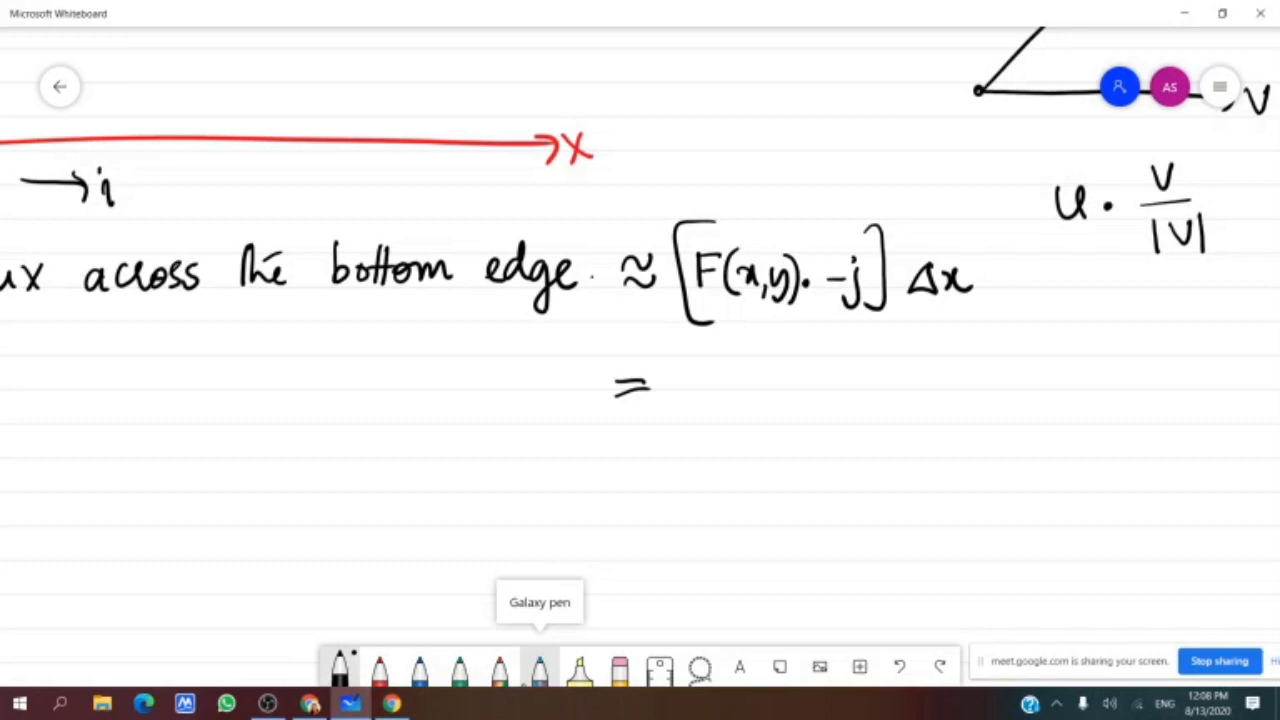 Microsoft Whiteboard
AS
V
X
→ i
U · V / |V|
ux across the bottom edge. ≈ [F(x,y). -j] Δx
=
Galaxy pen
A
meet.google.com is sharing your screen.
Stop sharing
Hi
12:08 PM
ENG
8/13/2020